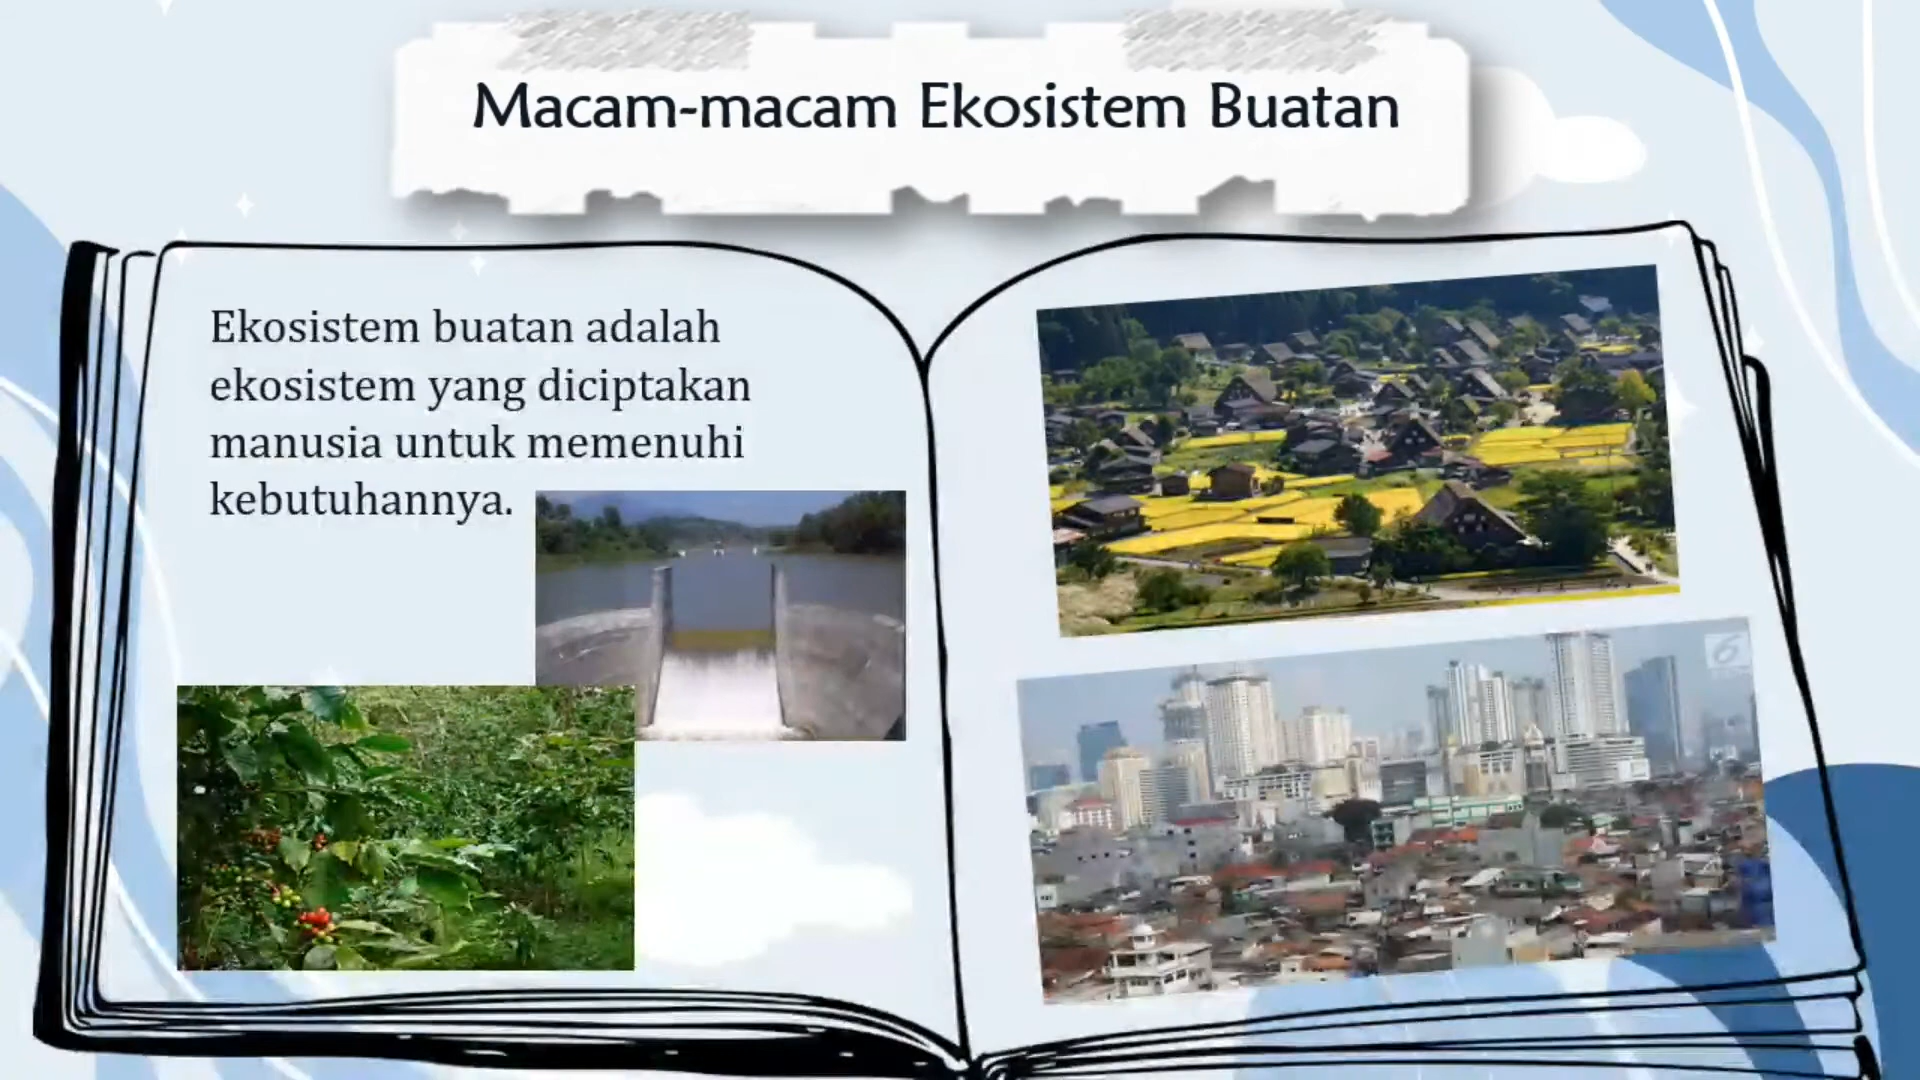 Macam-macam Ekosistem Buatan
Ekosistem buatan adalah
ekosistem yang diciptakan
manusia untuk memenuhi
kebutuhannya.